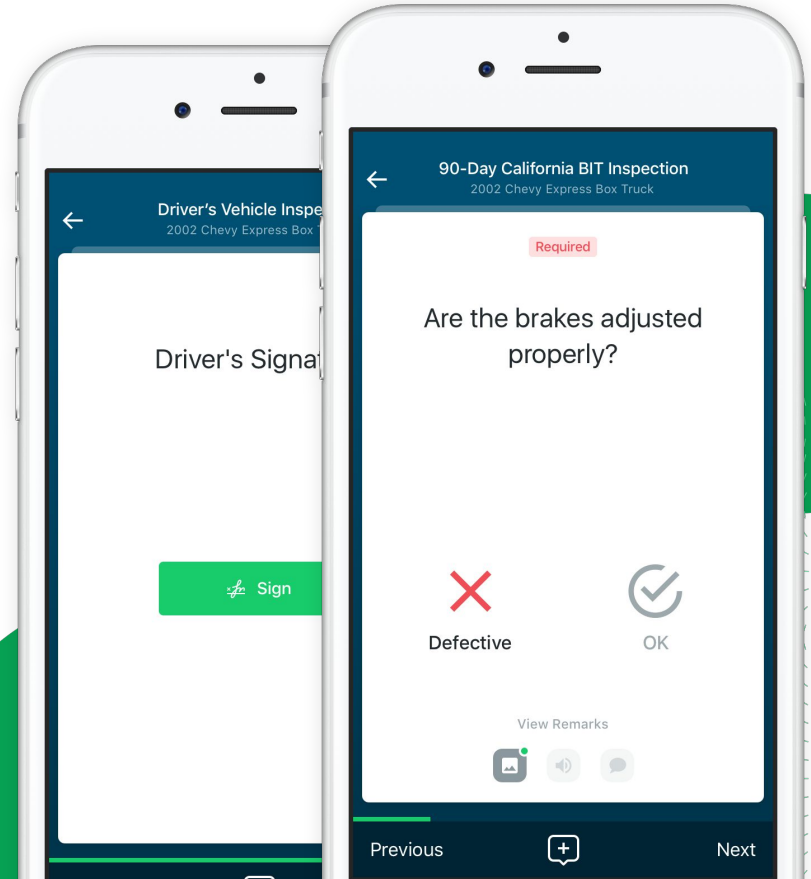 Driver's Vehicle Inspe
2002 Chevy Express Box
Driver's Signa
Sign
90-Day California BIT Inspection
2002 Chevy Express Box Truck
Required
Are the brakes adjusted
properly?
Defective
OK
View Remarks
Previous
Next